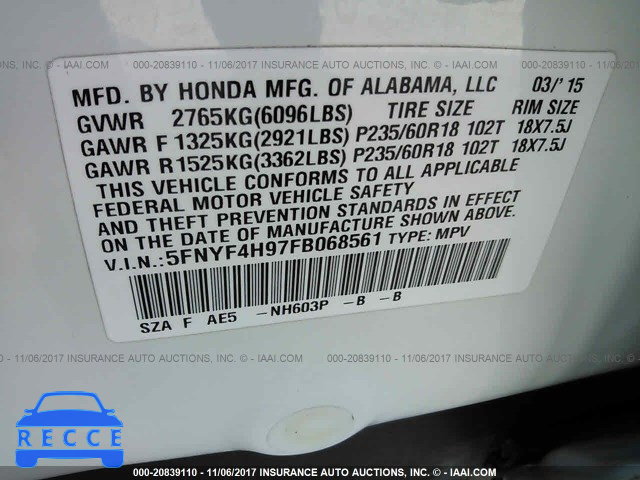 000-20839110 - 11/06/2017 INSURANCE AUTO AUCTIONS, INC. © - IAAI.COM
MFD. BY HONDA MFG. OF ALABAMA, LLC 03/'15
GVWR 2765KG(6096LBS) TIRE SIZE RIM SIZE
GAWR F 1325KG(2921LBS) P235/60R18 102T 18X7.5J
GAWR R1525KG(3362LBS) P235/60R18 102T 18X7.5J
THIS VEHICLE CONFORMS TO ALL APPLICABLE
FEDERAL MOTOR VEHICLE SAFETY
AND THEFT PREVENTION STANDARDS IN EFFECT
ON THE DATE OF MANUFACTURE SHOWN ABOVE.
V.I.N.:5FNYF4H97FB068561 TYPE: MPV
SZA F AE5 -NH603P -B -B
000-20839110 - 11/06/2017 INSURANCE AUTO AUCTIONS, INC. © - IAAI.COM
RECCE
000-20839110 - 11/06/2017 INSURANCE AUTO AUCTIONS, INC. © - IAAI.COM